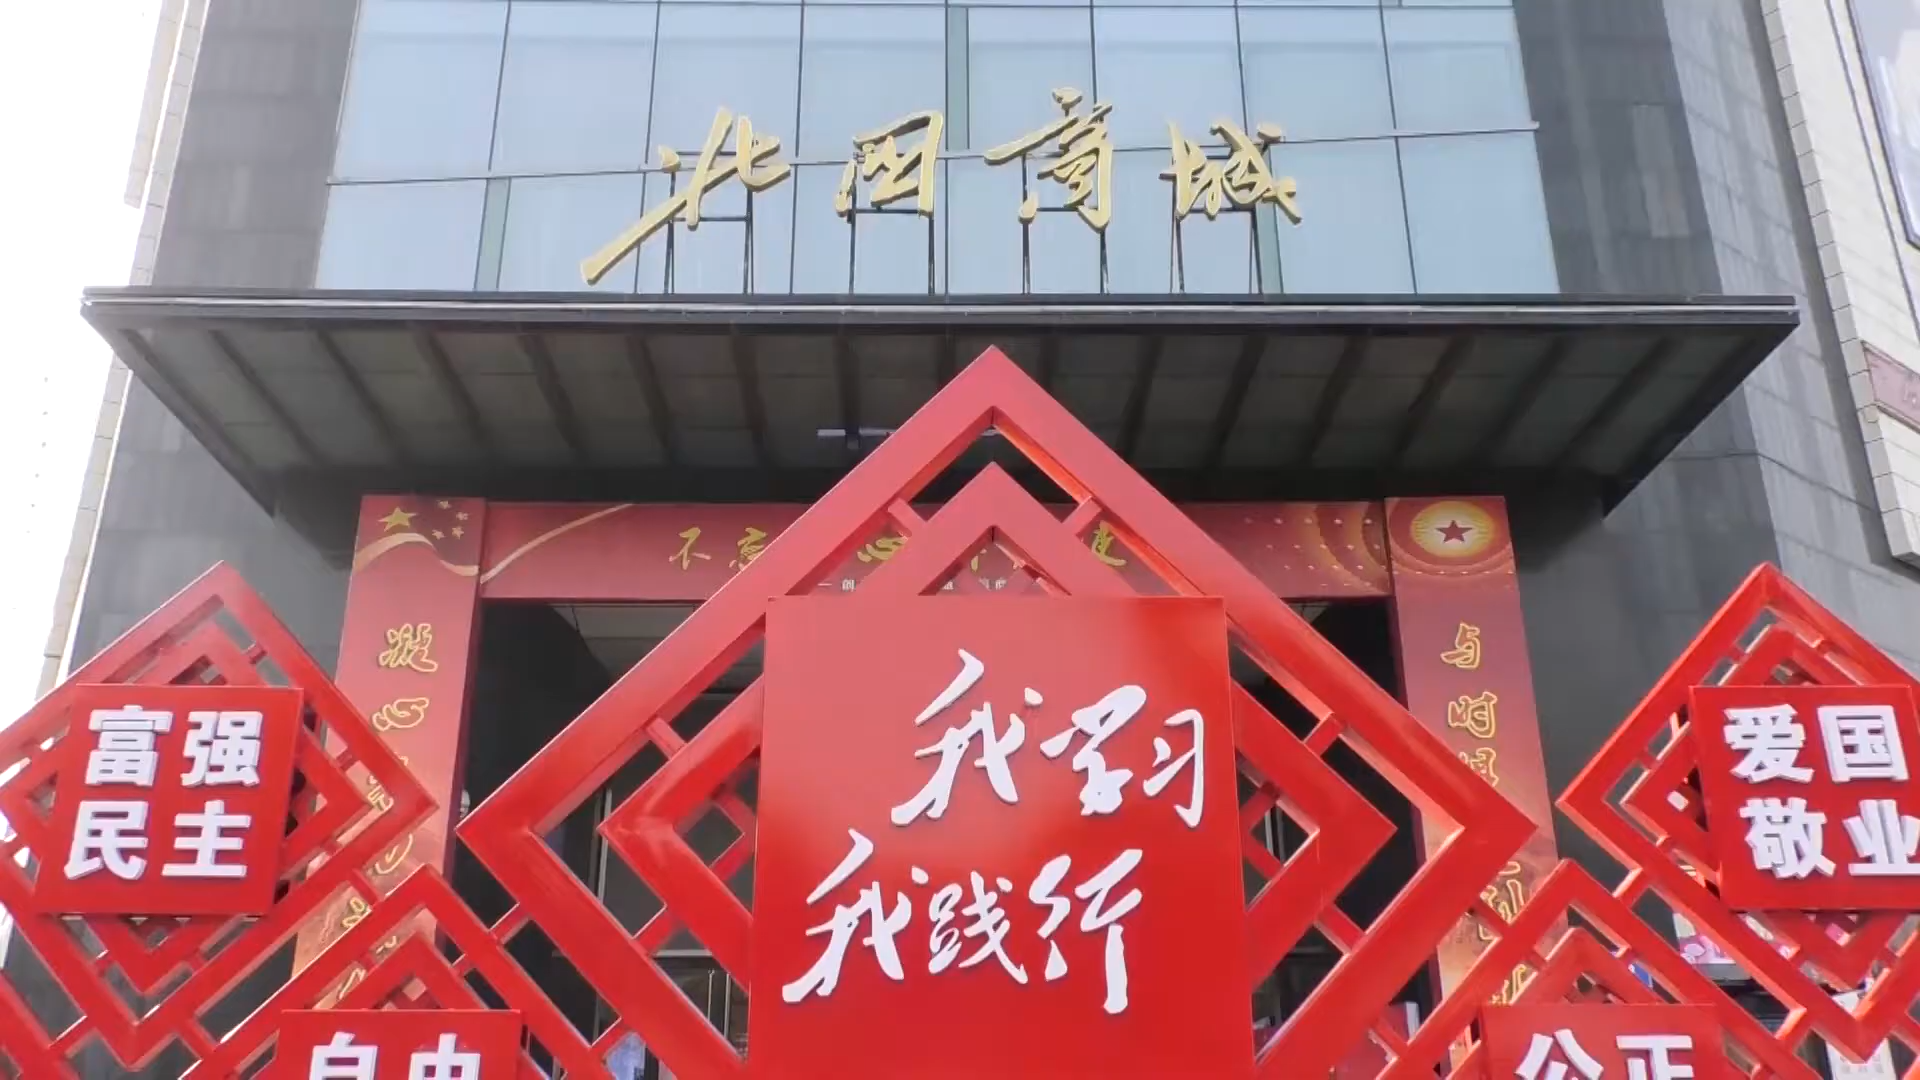 北国商城
不忘
凝心
与时
我学习
我践行
富强
民主
爱国
敬业
自由
公正